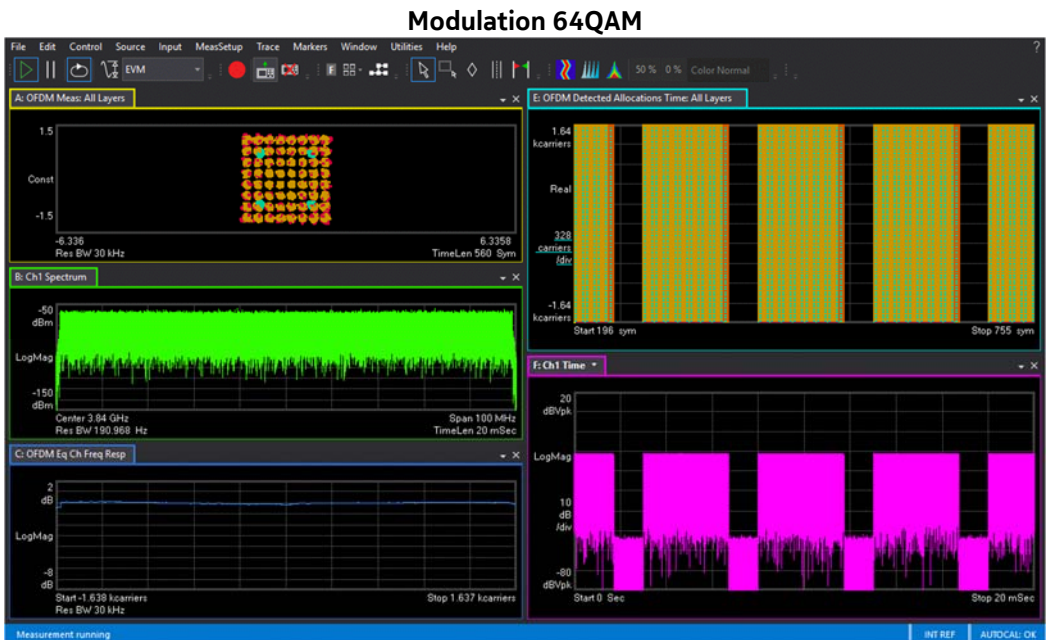 Modulation 64QAM
File Edit Control Source Input MeasSetup Trace Markers Window Utilities Help
?
EVM
F
50 % 0 % Color Normal
A: OFDM Meas: All Layers
1.5
Const
-1.5
-6.336
6.3358
Res BW 30 kHz
TimeLen 560 Sym
B: Ch1 Spectrum
-50
dBm
LogMag
-150
dBm
Center 3.84 GHz
Span 100 MHz
Res BW 190.968 Hz
TimeLen 20 mSec
C: OFDM Eq Ch Freq Resp
2
dB
LogMag
-8
dB
Start -1.638 kcarriers
Stop 1.637 kcarriers
Res BW 30 kHz
E: OFDM Detected Allocations Time: All Layers
1.64
kcarriers
Real
328
carriers
/div
-1.64
kcarriers
Start 196 sym
Stop 755 sym
F: Ch1 Time
20
dBVpk
LogMag
10
dB
/div
-80
dBVpk
Start 0 Sec
Stop 20 mSec
Measurement running
INT REF
AUTOCAL: OK